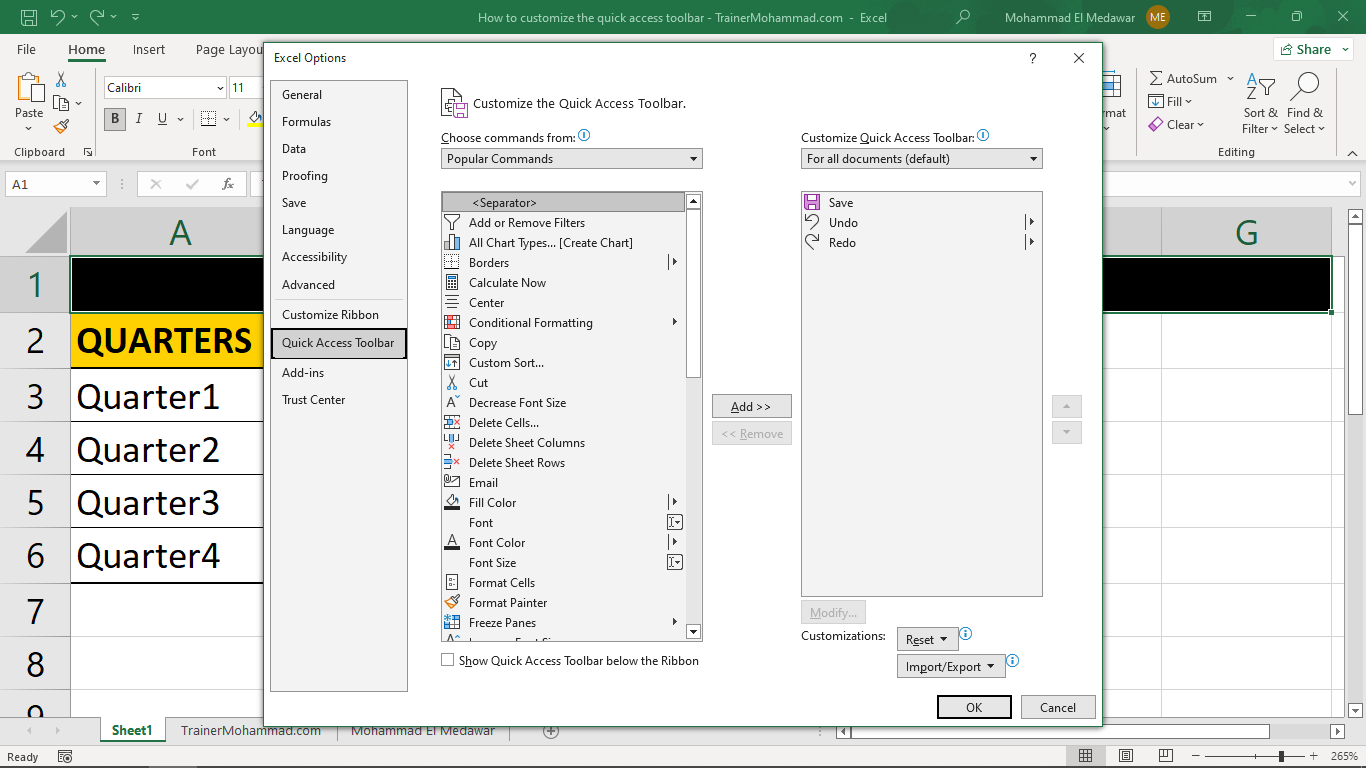 How to customize the quick access toolbar - TrainerMohammad.com - Excel
Mohammad El Medawar
ME
File
Home
Insert
Page Layou
Share
Paste
Clipboard
Calibri
11
B
I
U
Font
rmat
AutoSum
Fill
Clear
Sort &
Filter
Find &
Select
Editing
A1
fx
A
G
1
2
QUARTERS
3
Quarter1
4
Quarter2
5
Quarter3
6
Quarter4
7
8
9
Excel Options
?
General
Formulas
Data
Proofing
Save
Language
Accessibility
Advanced
Customize Ribbon
Quick Access Toolbar
Add-ins
Trust Center
Customize the Quick Access Toolbar.
Choose commands from:
Popular Commands
<Separator>
Add or Remove Filters
All Chart Types... [Create Chart]
Borders
Calculate Now
Center
Conditional Formatting
Copy
Custom Sort...
Cut
Decrease Font Size
Delete Cells...
Delete Sheet Columns
Delete Sheet Rows
Email
Fill Color
Font
Font Color
Font Size
Format Cells
Format Painter
Freeze Panes
Show Quick Access Toolbar below the Ribbon
Add >>
<< Remove
Customize Quick Access Toolbar:
For all documents (default)
Save
Undo
Redo
Modify...
Customizations:
Reset
Import/Export
OK
Cancel
Sheet1
TrainerMohammad.com
Mohammad El Medawar
Ready
265%